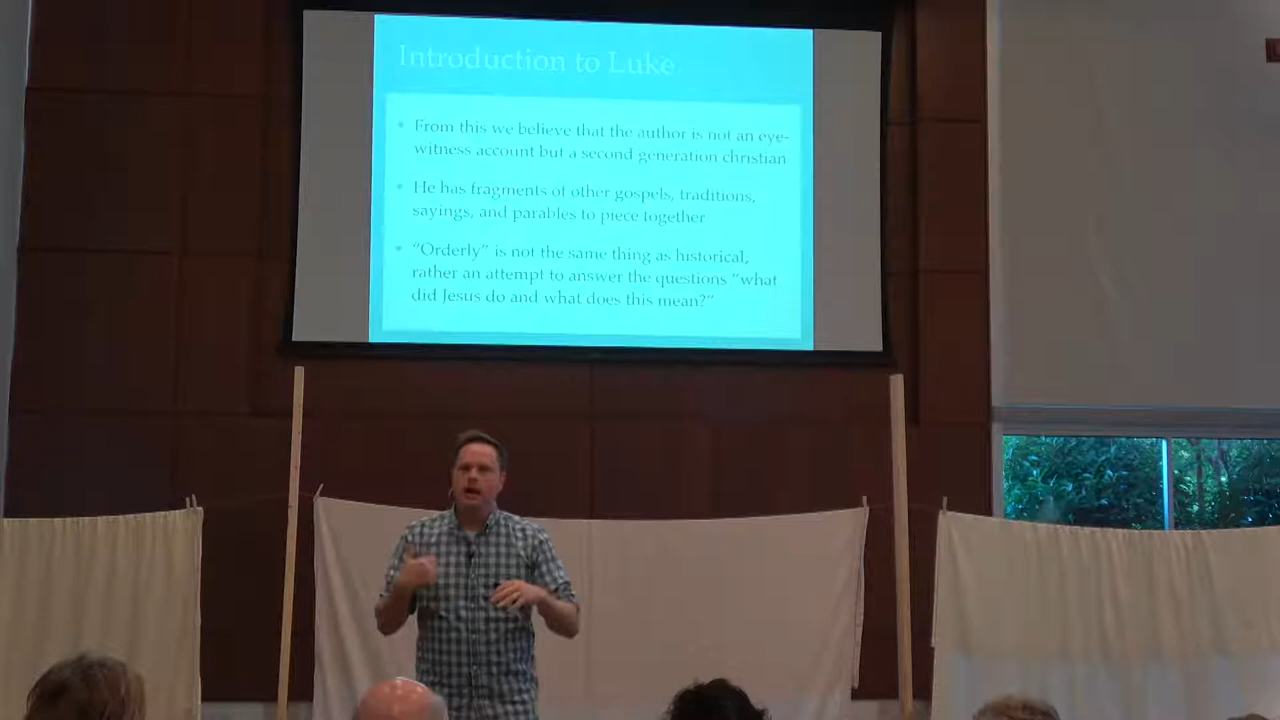 Introduction to Luke
• From this we believe that the author is not an eye-
witness account but a second generation christian
• He has fragments of other gospels, traditions,
sayings, and parables to piece together
• “Orderly” is not the same thing as historical,
rather an attempt to answer the questions “what
did Jesus do and what does this mean?”